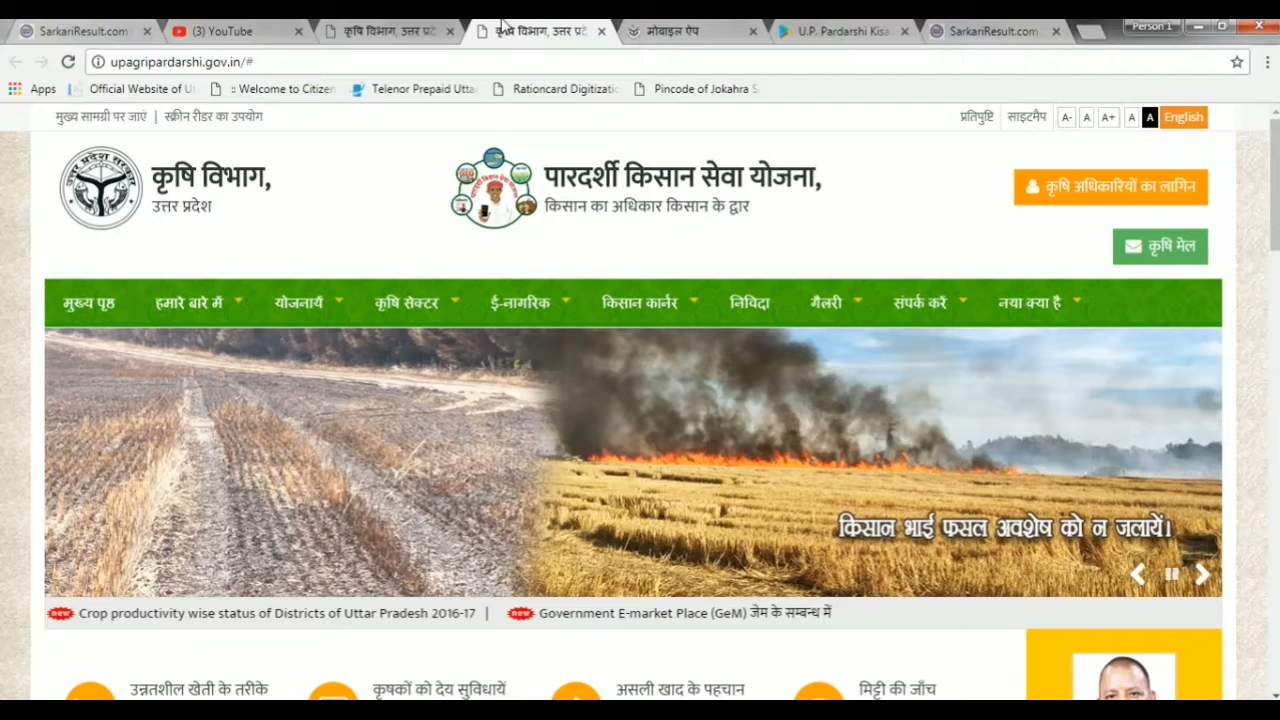 SarkariResult.com
(3) YouTube
कृषि विभाग, उत्तर प्रदे
कृषि विभाग, उत्तर प्रदे
मोबाइल ऐप
U.P. Pardarshi Kisa
SarkariResult.com
Person 1
upagripardarshi.gov.in/#
Apps
Official Website of U
:: Welcome to Citizen
Telenor Prepaid Utta
Rationcard Digitizati
Pincode of Jokahra S
मुख्य सामग्री पर जाएं | स्क्रीन रीडर का उपयोग
प्रतिपुष्टि
साइटमैप
A-
A
A+
A
A
English
कृषि विभाग,
उत्तर प्रदेश
पारदर्शी किसान सेवा योजना,
किसान का अधिकार किसान के द्वार
कृषि अधिकारियों का लागिन
कृषि मेल
मुख्य पृष्ठ
हमारे बारे में
योजनायें
कृषि सेक्टर
ई-नागरिक
किसान कार्नर
निविदा
गैलरी
संपर्क करें
नया क्या है
किसान भाई फसल अवशेष को न जलायें।
new Crop productivity wise status of Districts of Uttar Pradesh 2016-17 |
new Government E-market Place (GeM) जेम के सम्बन्ध में
उन्नतशील खेती के तरीके
कृषकों को देय सुविधायें
असली खाद के पहचान
मिट्टी की जाँच